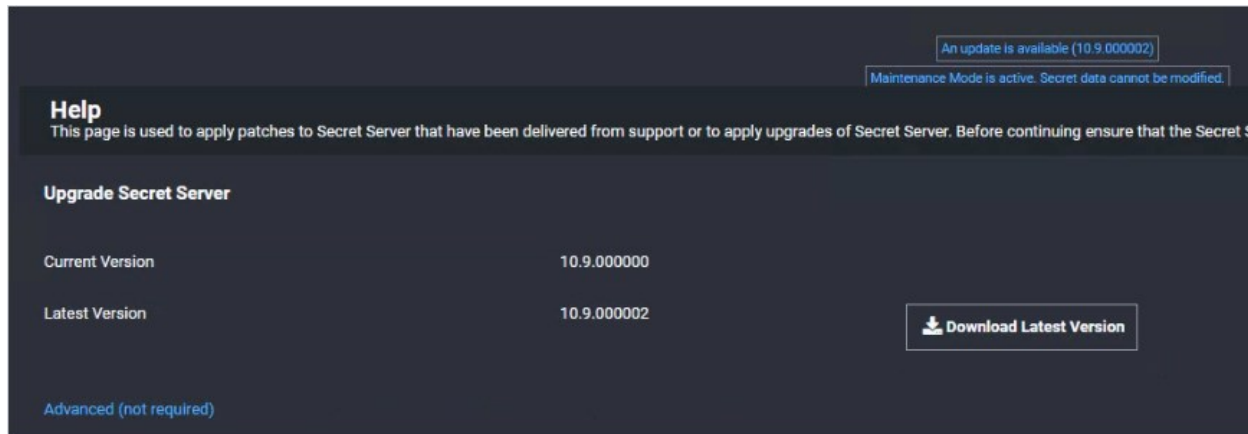 An update is available (10.9.000002)
Maintenance Mode is active. Secret data cannot be modified.
Help
This page is used to apply patches to Secret Server that have been delivered from support or to apply upgrades of Secret Server. Before continuing ensure that the Secret S
Upgrade Secret Server
Current Version 10.9.000000
Latest Version 10.9.000002 Download Latest Version
Advanced (not required)